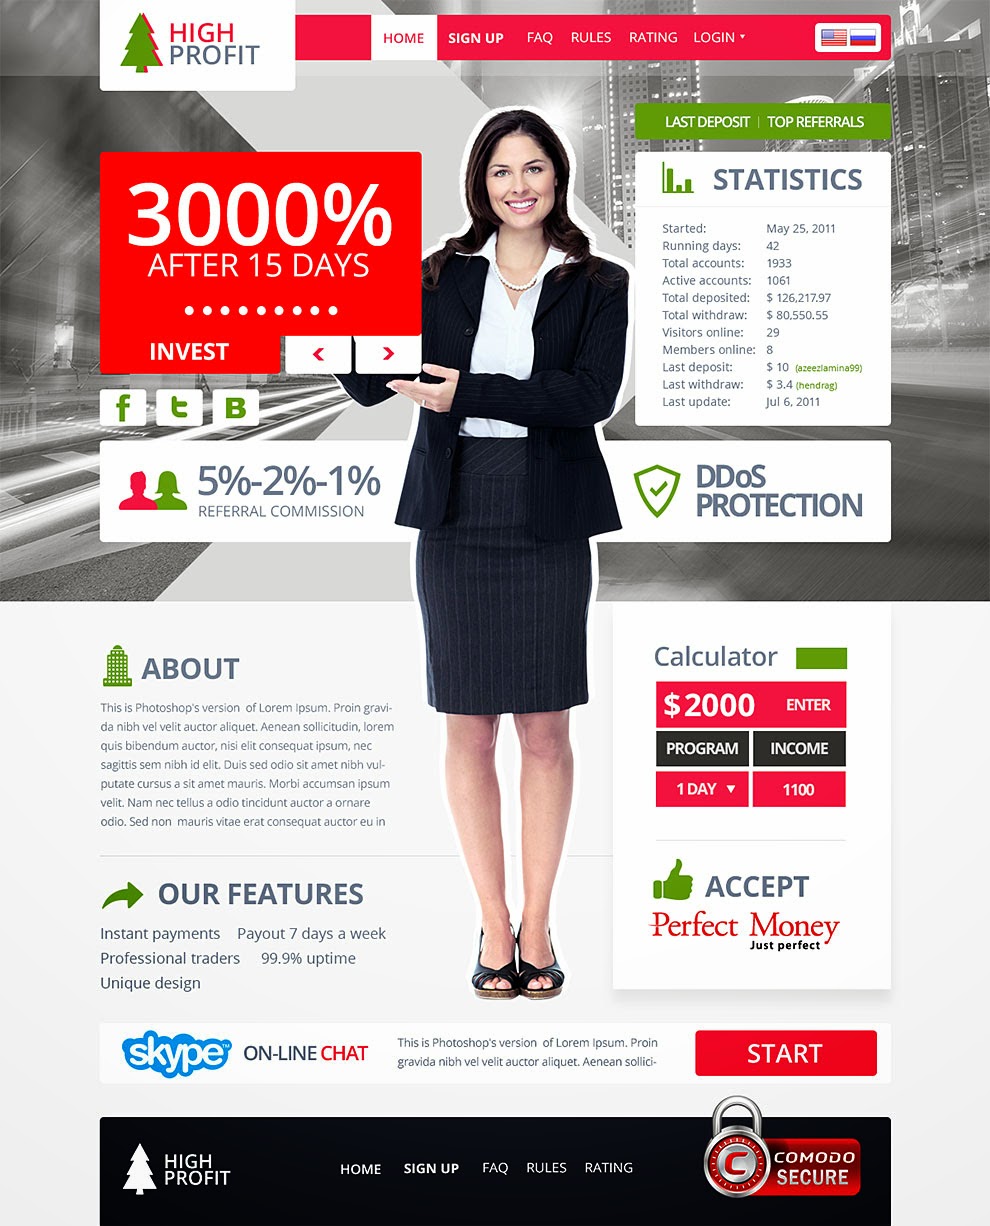 HIGH
PROFIT
HOME SIGN UP FAQ RULES RATING LOGIN
LAST DEPOSIT | TOP REFERRALS
3000%
AFTER 15 DAYS
INVEST < >
f t B
STATISTICS
Started: May 25, 2011
Running days: 42
Total accounts: 1933
Active accounts: 1061
Total deposited: $ 126,217.97
Total withdraw: $ 80,550.55
Visitors online: 29
Members online: 8
Last deposit: $ 10 (azeezlamina99)
Last withdraw: $ 3.4 (hendrag)
Last update: Jul 6, 2011
5%-2%-1%
REFERRAL COMMISSION
DDoS
PROTECTION
ABOUT
This is Photoshop's version of Lorem Ipsum. Proin gravi-
da nibh vel velit auctor aliquet. Aenean sollicitudin, lorem
quis bibendum auctor, nisi elit consequat ipsum, nec
sagittis sem nibh id elit. Duis sed odio sit amet nibh vul-
putate cursus a sit amet mauris. Morbi accumsan ipsum
velit. Nam nec tellus a odio tincidunt auctor a ornare
odio. Sed non mauris vitae erat consequat auctor eu in
Calculator
$ 2000 ENTER
PROGRAM INCOME
1 DAY 1100
OUR FEATURES
Instant payments Payout 7 days a week
Professional traders 99.9% uptime
Unique design
ACCEPT
Perfect Money
Just perfect
skype™ ON-LINE CHAT
This is Photoshop's version of Lorem Ipsum. Proin
gravida nibh vel velit auctor aliquet. Aenean sollici-
START
HIGH
PROFIT
HOME SIGN UP FAQ RULES RATING
C COMODO
SECURE